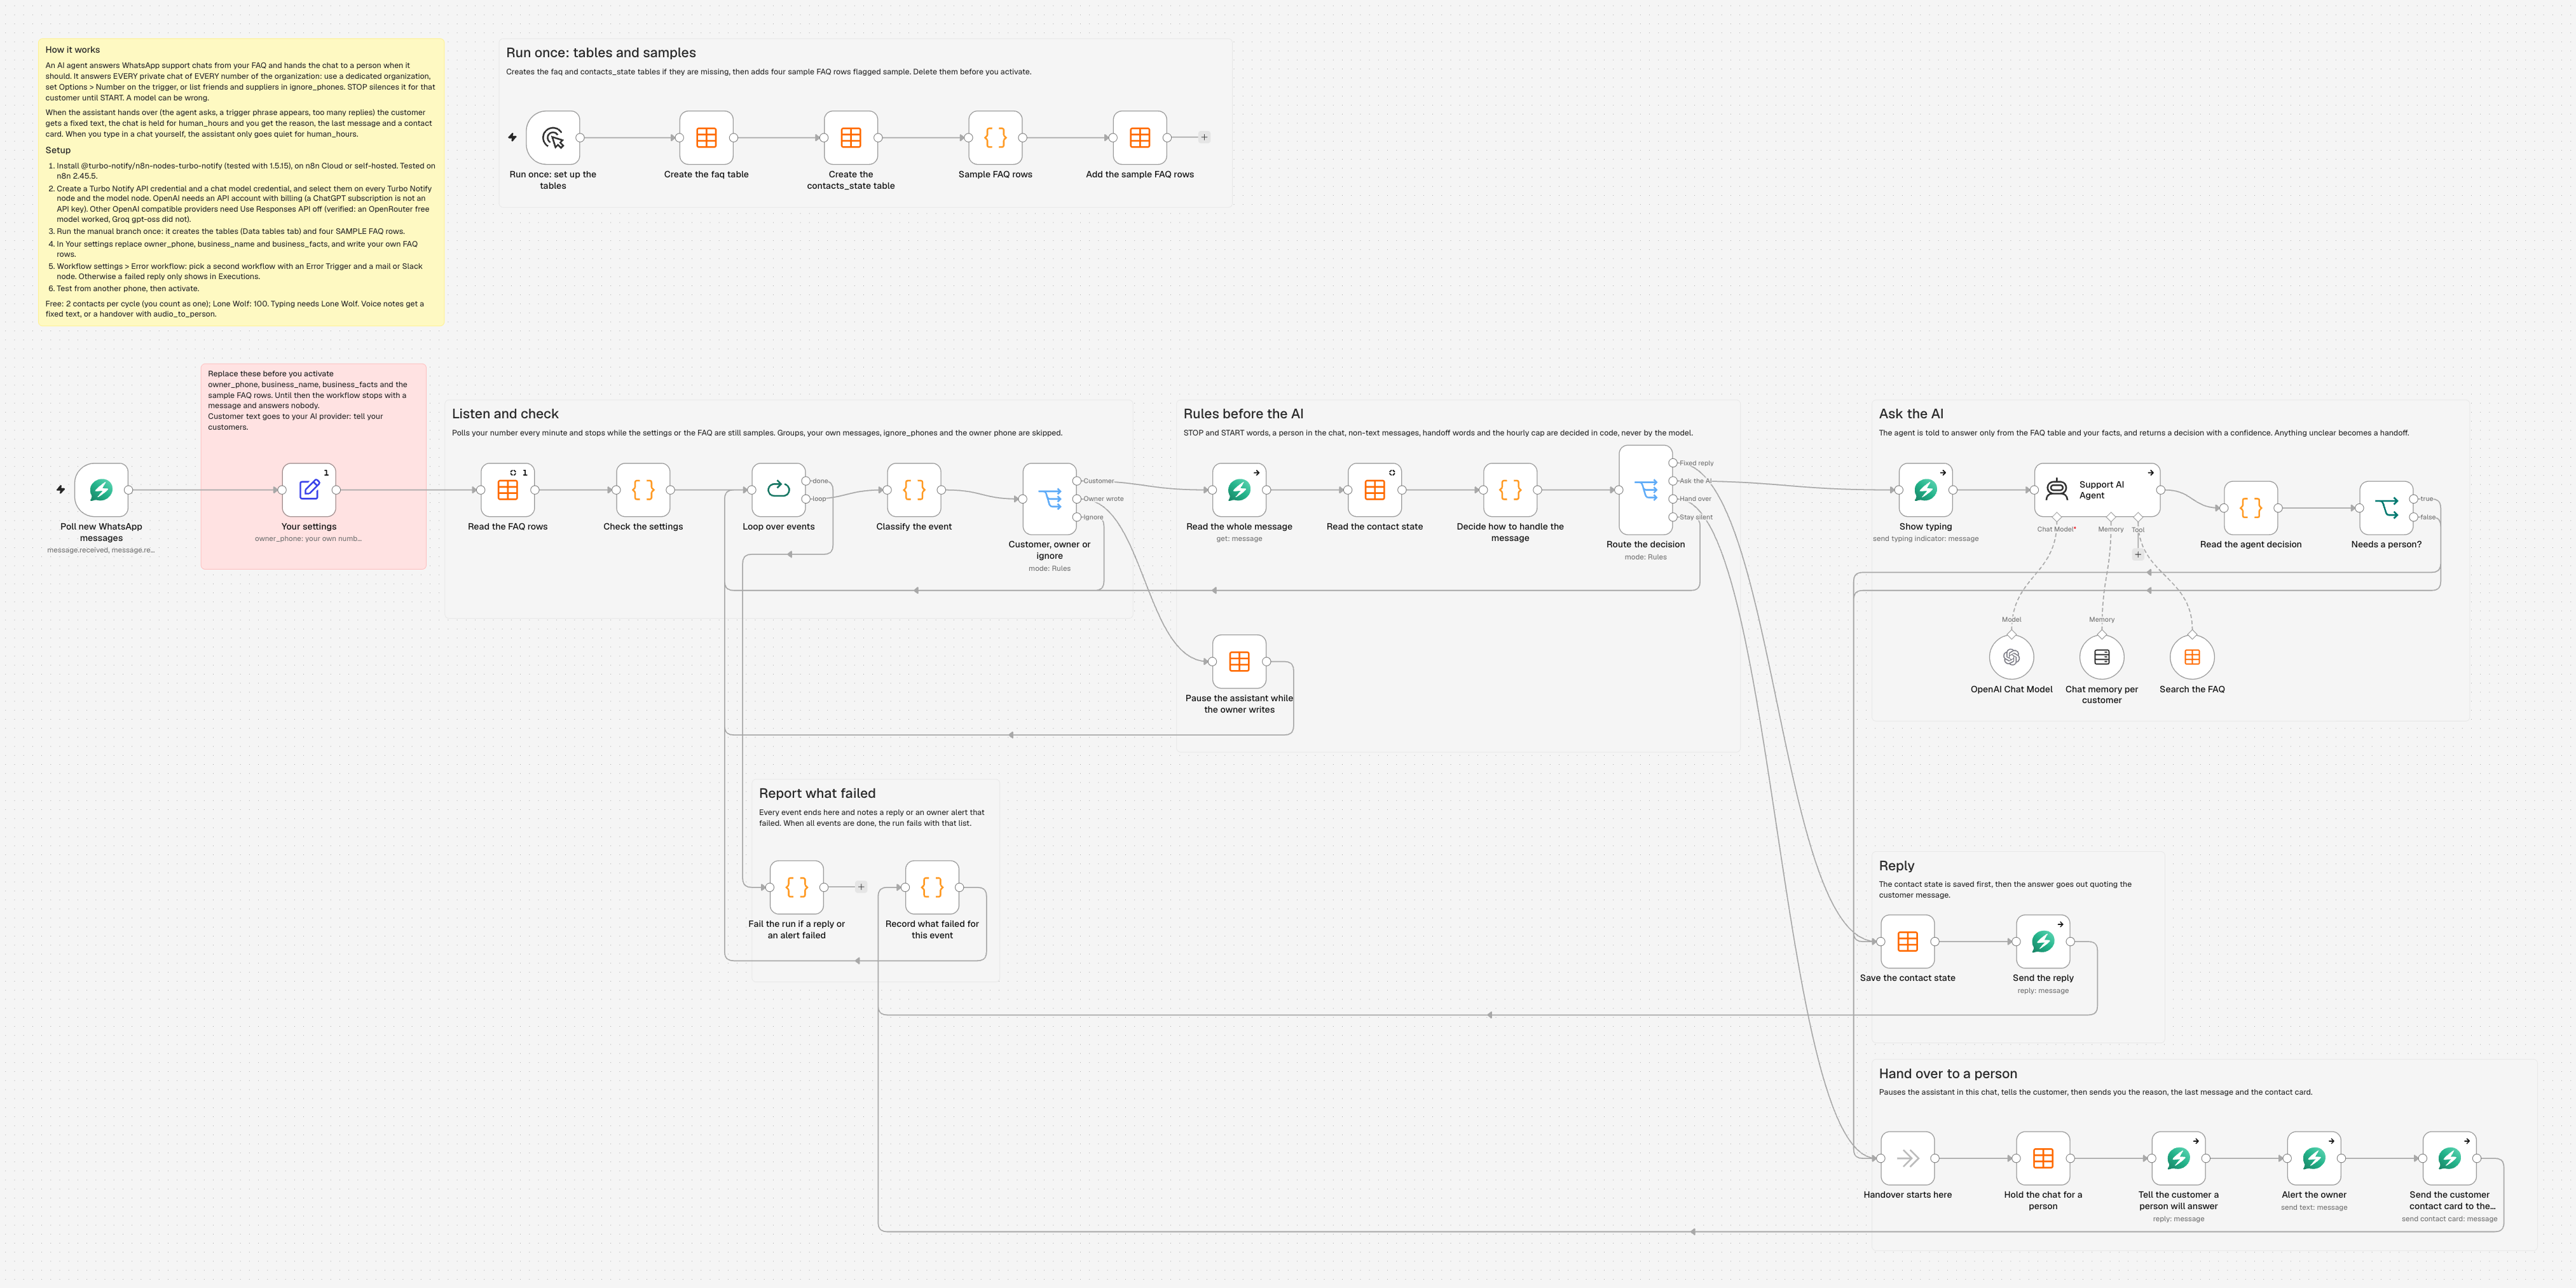 How it works
An AI agent answers WhatsApp support chats from your FAQ and hands the chat to a person when it
should. It answers EVERY private chat of EVERY number of the organization: use a dedicated organization,
set Options > Number on the trigger, or list friends and suppliers in ignore_phones. STOP silences it for that
customer until START. A model can be wrong.
When the assistant hands over (the agent asks, a trigger phrase appears, too many replies) the customer
gets a fixed text, the chat is held for human_hours and you get the reason, the last message and a contact
card. When you type in a chat yourself, the assistant only goes quiet for human_hours.
Setup
1. Install @turbo-notify/n8n-nodes-turbo-notify (tested with 1.5.15), on n8n Cloud or self-hosted. Tested on
n8n 2.45.5.
2. Create a Turbo Notify API credential and a chat model credential, and select them on every Turbo Notify
node and the model node. OpenAI needs an API account with billing (a ChatGPT subscription is not an
API key). Other OpenAI compatible providers need Use Responses API off (verified: an OpenRouter free
model worked, Groq gpt-oss did not).
3. Run the manual branch once: it creates the tables (Data tables tab) and four SAMPLE FAQ rows.
4. In Your settings replace owner_phone, business_name and business_facts, and write your own FAQ
rows.
5. Workflow settings > Error workflow: pick a second workflow with an Error Trigger and a mail or Slack
node. Otherwise a failed reply only shows in Executions.
6. Test from another phone, then activate.
Free: 2 contacts per cycle (you count as one); Lone Wolf: 100. Typing needs Lone Wolf. Voice notes get a
fixed text, or a handover with audio_to_person.
Run once: tables and samples
Creates the faq and contacts_state tables if they are missing, then adds four sample FAQ rows flagged sample. Delete them before you activate.
Run once: set up the
tables
Create the faq table
Create the
contacts_state table
Sample FAQ rows
Add the sample FAQ rows
Replace these before you activate
owner_phone, business_name, business_facts and the
sample FAQ rows. Until then the workflow stops with a
message and answers nobody.
Customer text goes to your AI provider: tell your
customers.
Poll new WhatsApp
messages
message.received, message.re...
1
Your settings
owner_phone: your own numb...
Listen and check
Polls your number every minute and stops while the settings or the FAQ are still samples. Groups, your own messages, ignore_phones and the owner phone are skipped.
1
Read the FAQ rows
Check the settings
done
loop
Loop over events
Classify the event
Customer
Owner wrote
Ignore
Customer, owner or
ignore
mode: Rules
Rules before the AI
STOP and START words, a person in the chat, non-text messages, handoff words and the hourly cap are decided in code, never by the model.
Read the whole message
get: message
Read the contact state
Decide how to handle the
message
Fixed reply
Ask the AI
Hand over
Stay silent
Route the decision
mode: Rules
Pause the assistant while
the owner writes
Ask the AI
The agent is told to answer only from the FAQ table and your facts, and returns a decision with a confidence. Anything unclear becomes a handoff.
Show typing
send typing indicator: message
Support AI
Agent
Chat Model*
Memory
Tool
Read the agent decision
true
false
Needs a person?
Model
Memory
OpenAI Chat Model
Chat memory per
customer
Search the FAQ
Report what failed
Every event ends here and notes a reply or an owner alert that
failed. When all events are done, the run fails with that list.
Fail the run if a reply or
an alert failed
Record what failed for
this event
Reply
The contact state is saved first, then the answer goes out quoting the
customer message.
Save the contact state
Send the reply
reply: message
Hand over to a person
Pauses the assistant in this chat, tells the customer, then sends you the reason, the last message and the contact card.
Handover starts here
Hold the chat for a
person
Tell the customer a
person will answer
reply: message
Alert the owner
send text: message
Send the customer
contact card to the...
send contact card: message